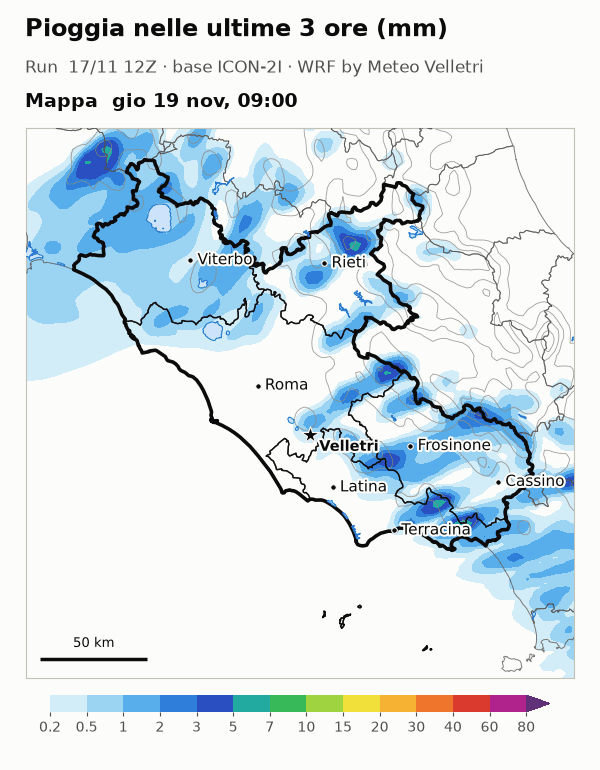 Pioggia nelle ultime 3 ore (mm)
Run  17/11 12Z · base ICON-2I · WRF by Meteo Velletri
Mappa  gio 19 nov, 09:00
Viterbo
Rieti
Roma
Velletri
Frosinone
Cassino
Latina
Terracina
50 km
0.2 0.5 1 2 3 5 7 10 15 20 30 40 60 80